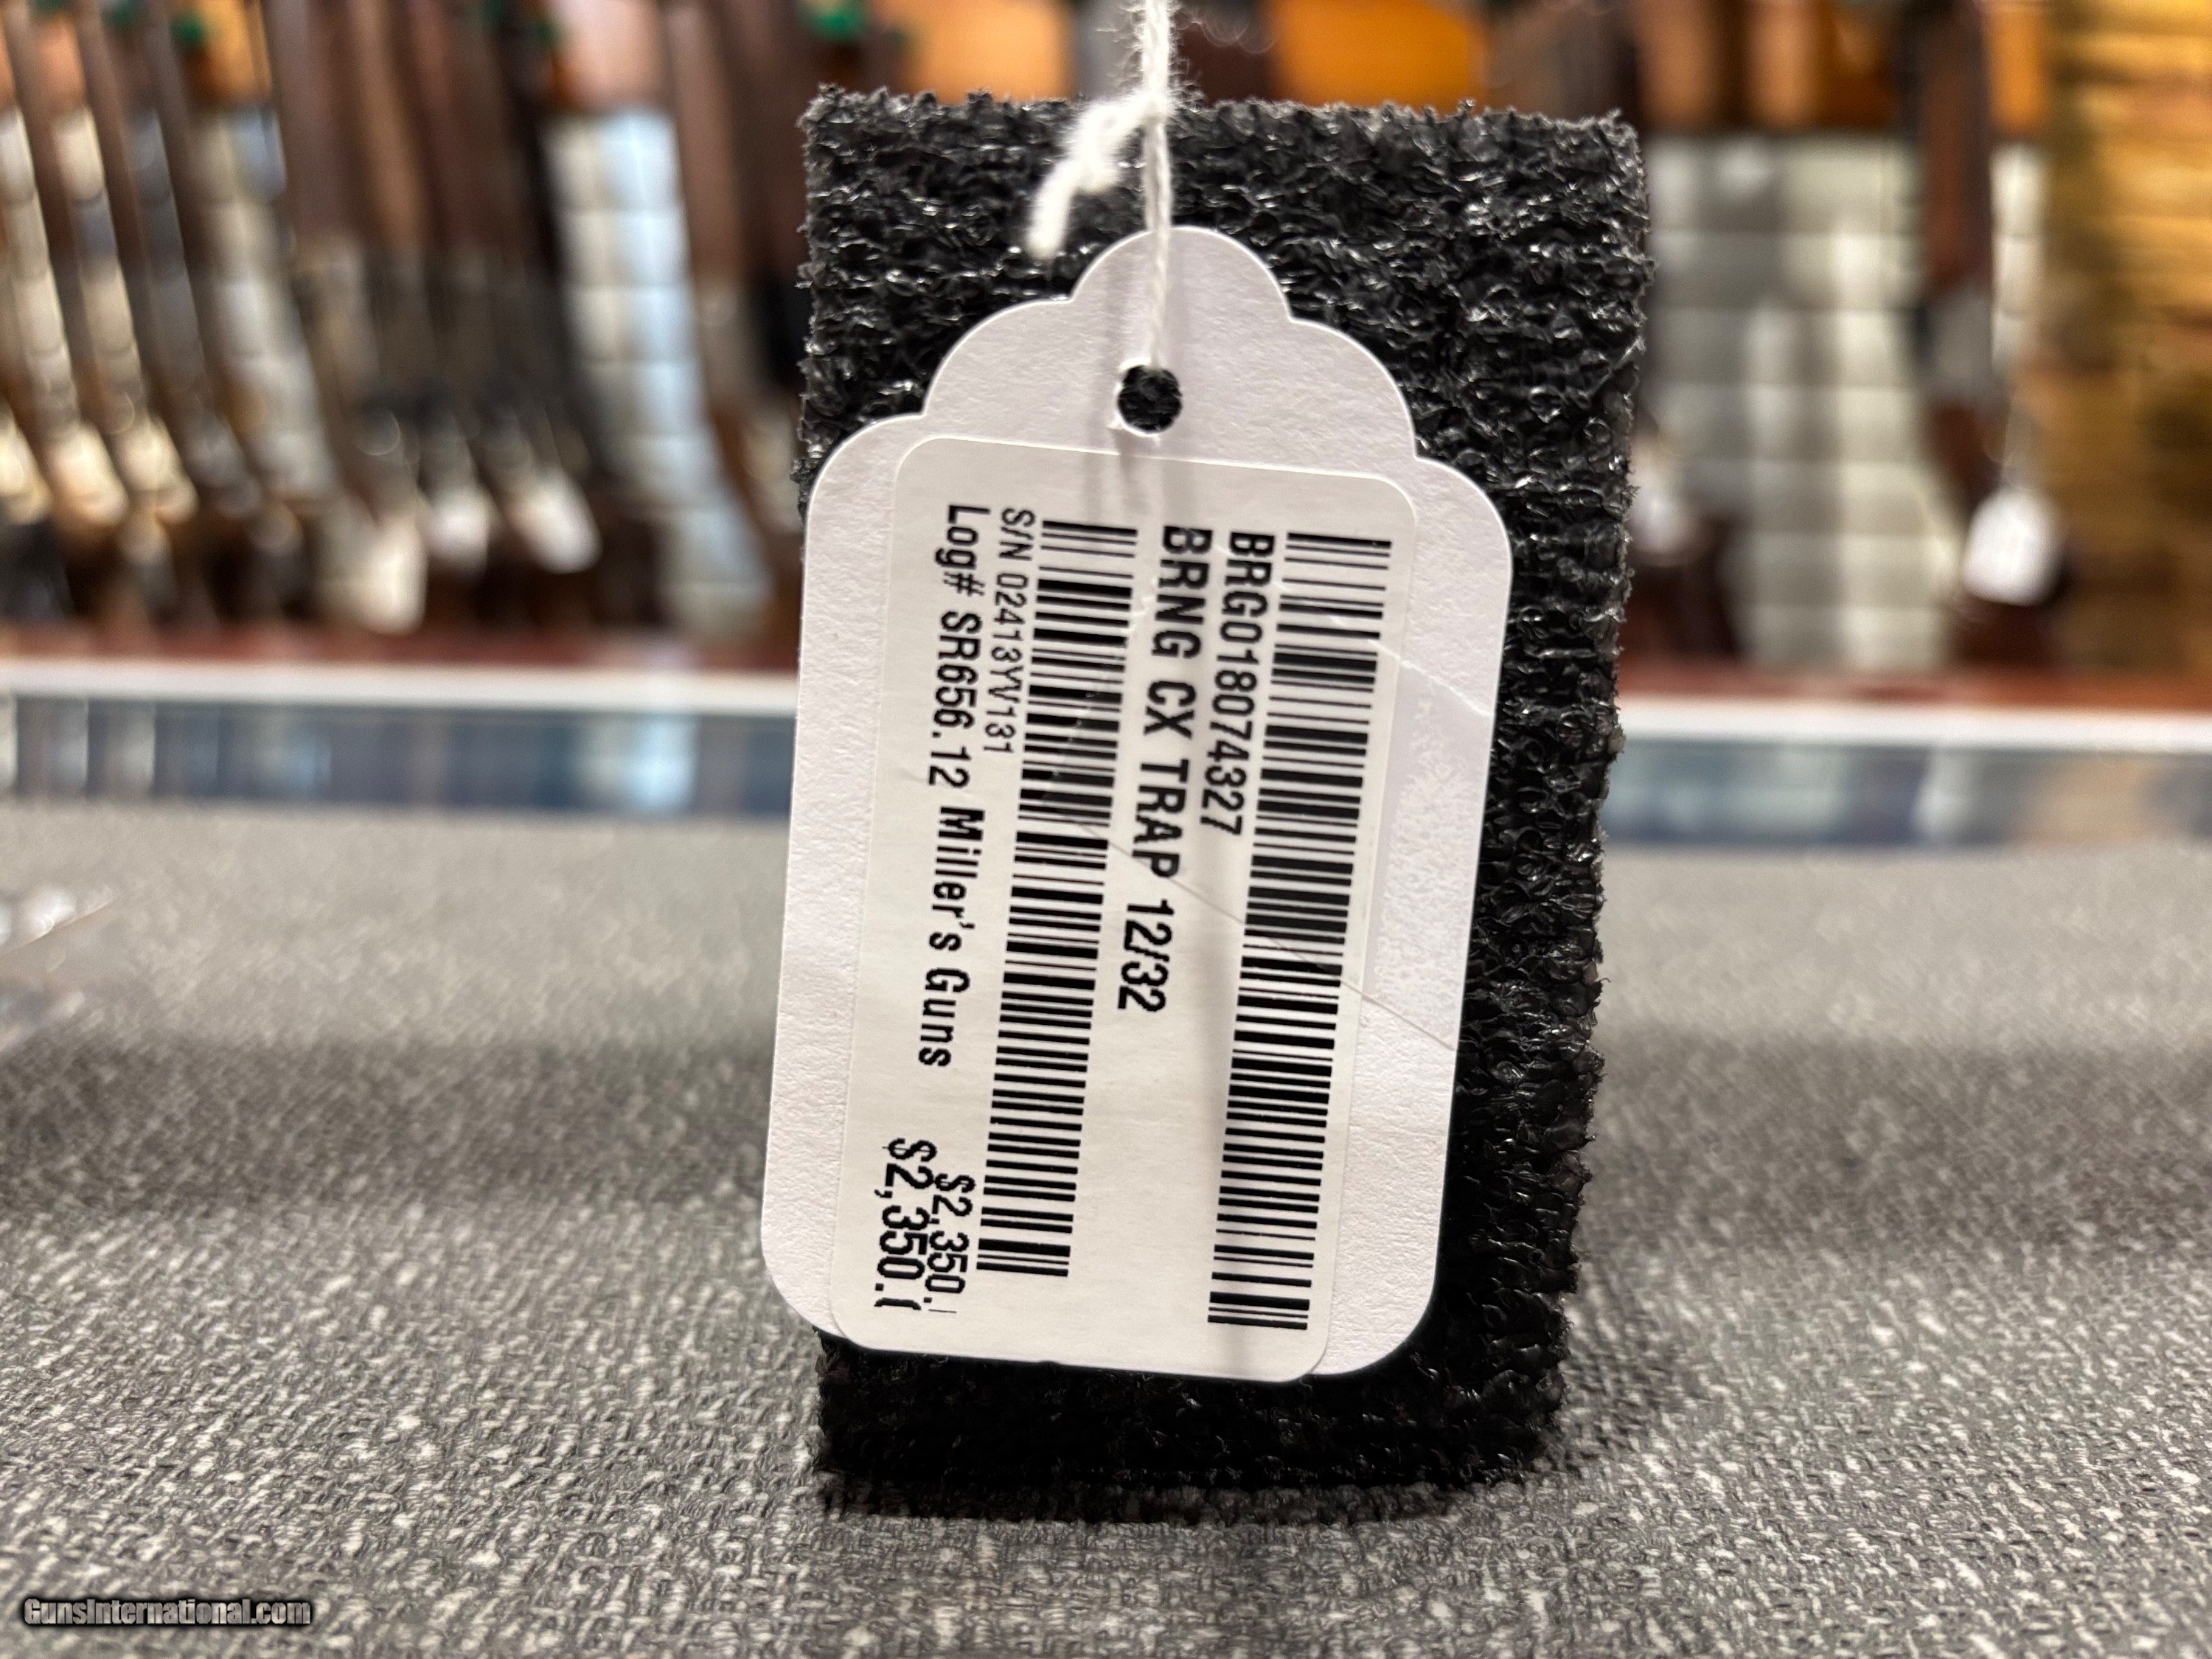 BRG018074327
BRNG CX TRAP 12/32
S/N 02413YV131
$2,350.
Log# SR656.12 Miller's Guns
$2,350.(
GunsInternational.com